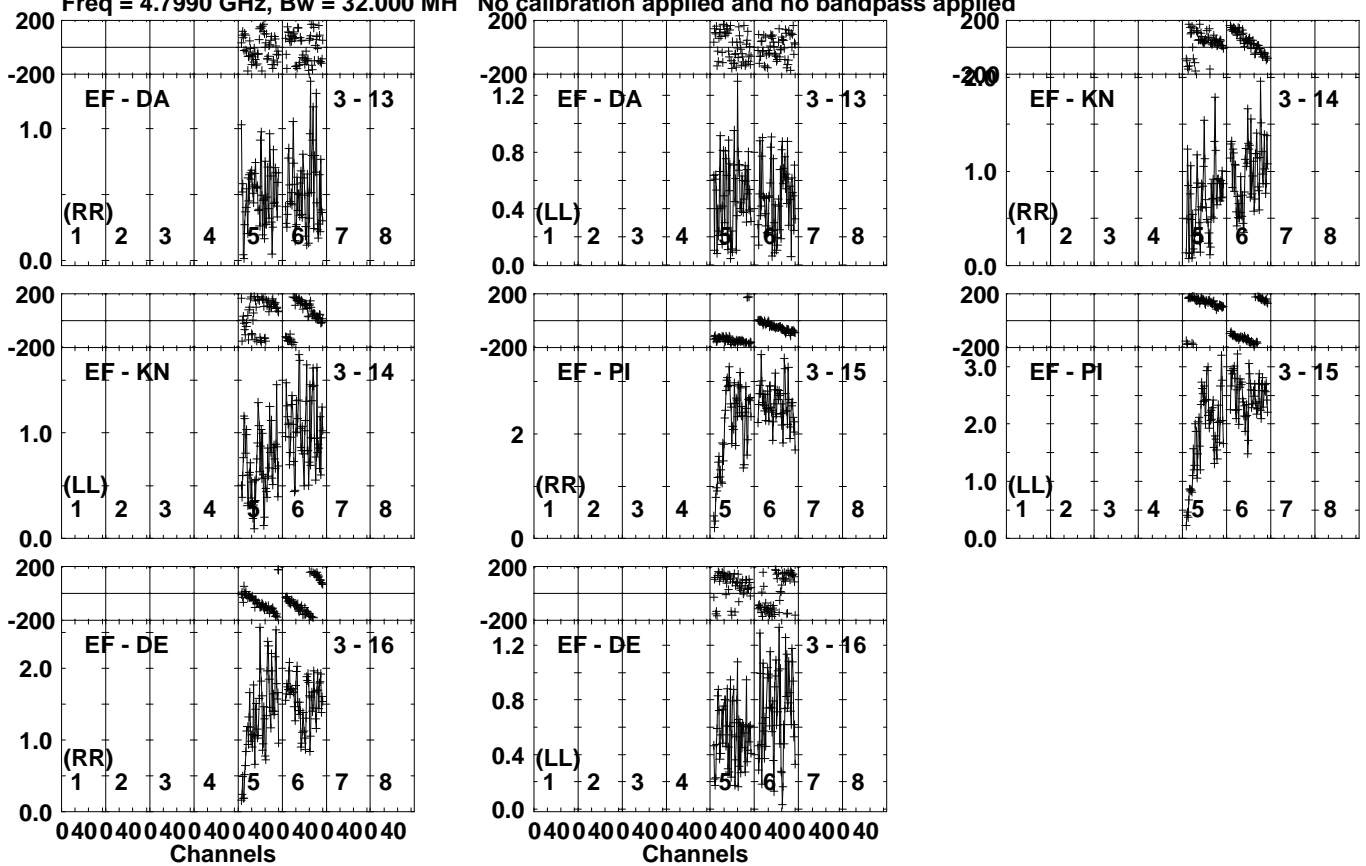 Freq = 4.7990 GHz, Bw = 32.000 MH No calibration applied and no bandpass applied
200 200 200
-200 -200 -200
EF - DA 3 - 13 EF - DA 3 - 13 EF - KN 3 - 14
2.0
1.2
1.0 0.8 1.0
0.4
(RR) (LL) (RR)
1 2 3 4 5 6 7 8 1 2 3 4 5 6 7 8 1 2 3 4 5 6 7 8
0.0 0.0 0.0
200 200 200
-200 -200 -200
EF - KN 3 - 14 EF - PI 3 - 15 EF - PI 3 - 15
3.0
1.0 2 2.0
1.0
(LL) (RR) (LL)
1 2 3 4 5 6 7 8 1 2 3 4 5 6 7 8 1 2 3 4 5 6 7 8
0.0 0 0.0
200 200
-200 -200
EF - DE 3 - 16 EF - DE 3 - 16
2.0 1.2
0.8
1.0 0.4
(RR) (LL)
1 2 3 4 5 6 7 8 1 2 3 4 5 6 7 8
0.0 0.0
0 40 0 40 0 40 0 40 0 40 0 40 0 40 0 40 0 40 0 40 0 40 0 40 0 40 0 40 0 40 0 40
Channels Channels